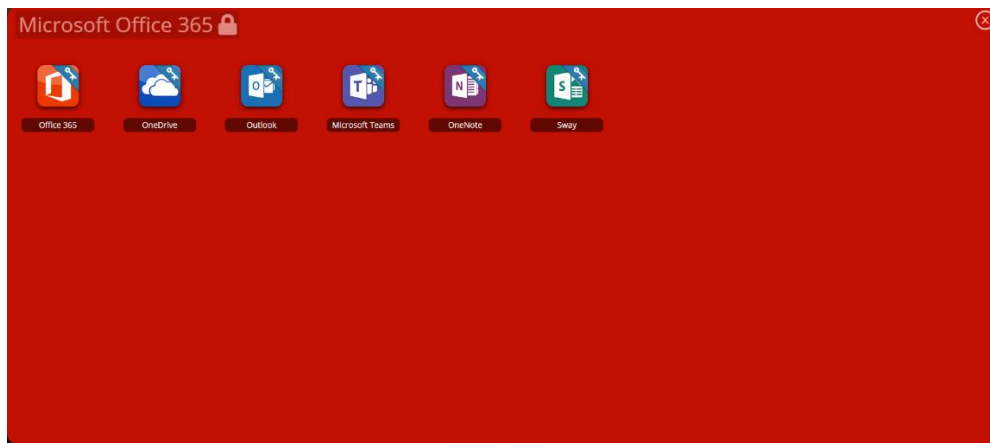 Microsoft Office 365
Office 365
OneDrive
Outlook
Microsoft Teams
OneNote
Sway